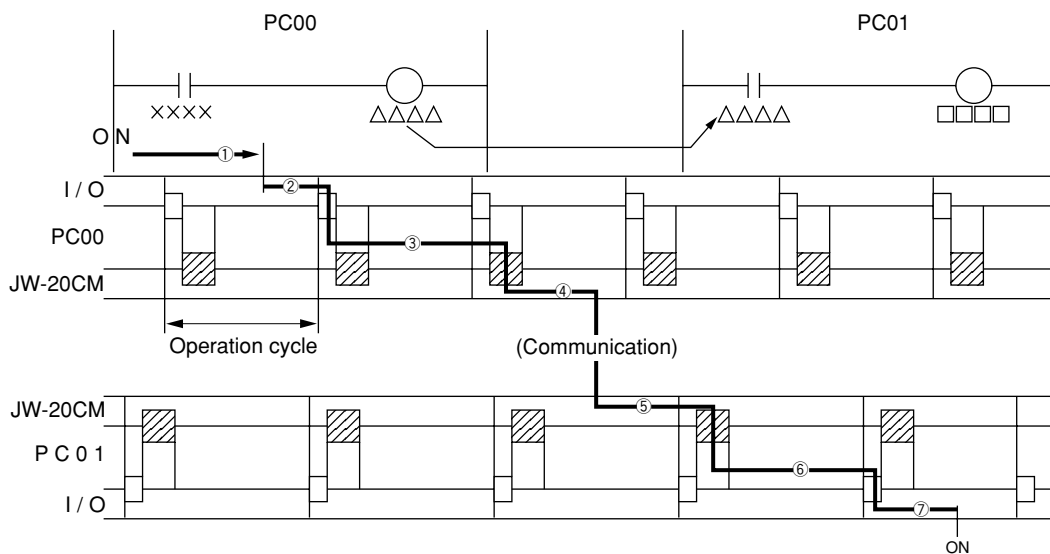 PC00 PC01
×××× △△△△ △△△△ □□□□
ON
①
I / O ②
PC00 ③
JW-20CM ④
Operation cycle (Communication)
JW-20CM ⑤
P C 0 1 ⑥
I / O ⑦
ON